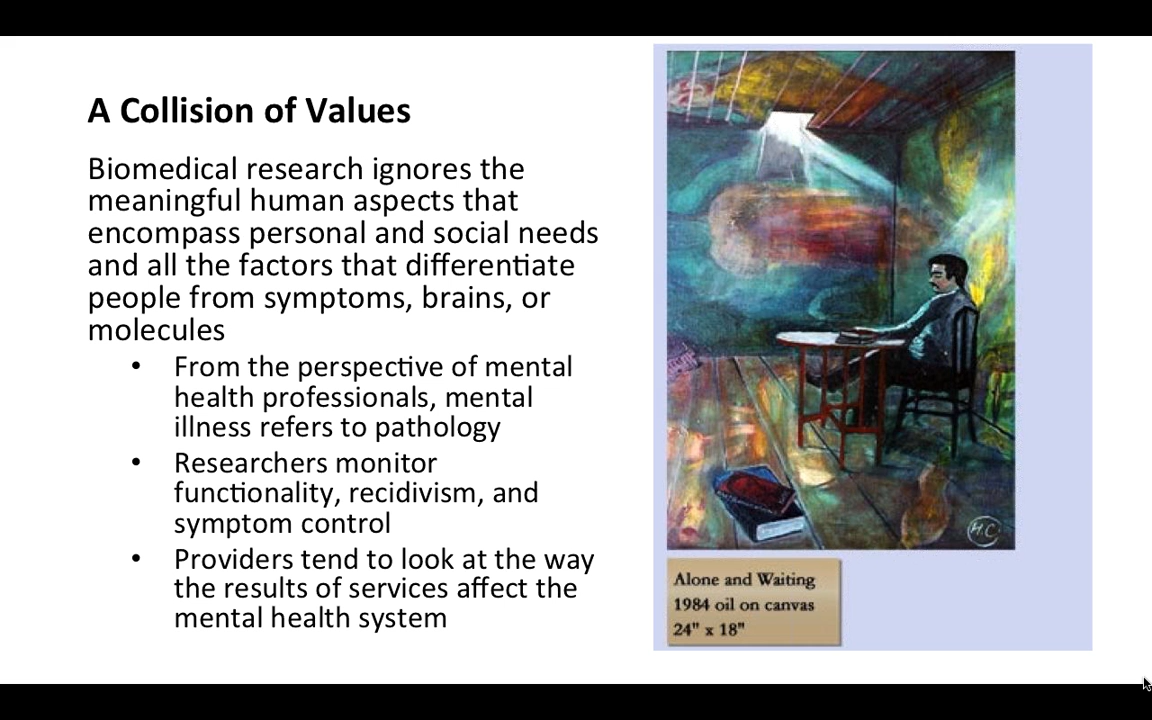 A Collision of Values
Biomedical research ignores the
meaningful human aspects that
encompass personal and social needs
and all the factors that differentiate
people from symptoms, brains, or
molecules
• From the perspective of mental
health professionals, mental
illness refers to pathology
• Researchers monitor
functionality, recidivism, and
symptom control
• Providers tend to look at the way
the results of services affect the
mental health system
H.C
Alone and Waiting
1984 oil on canvas
24" x 18"